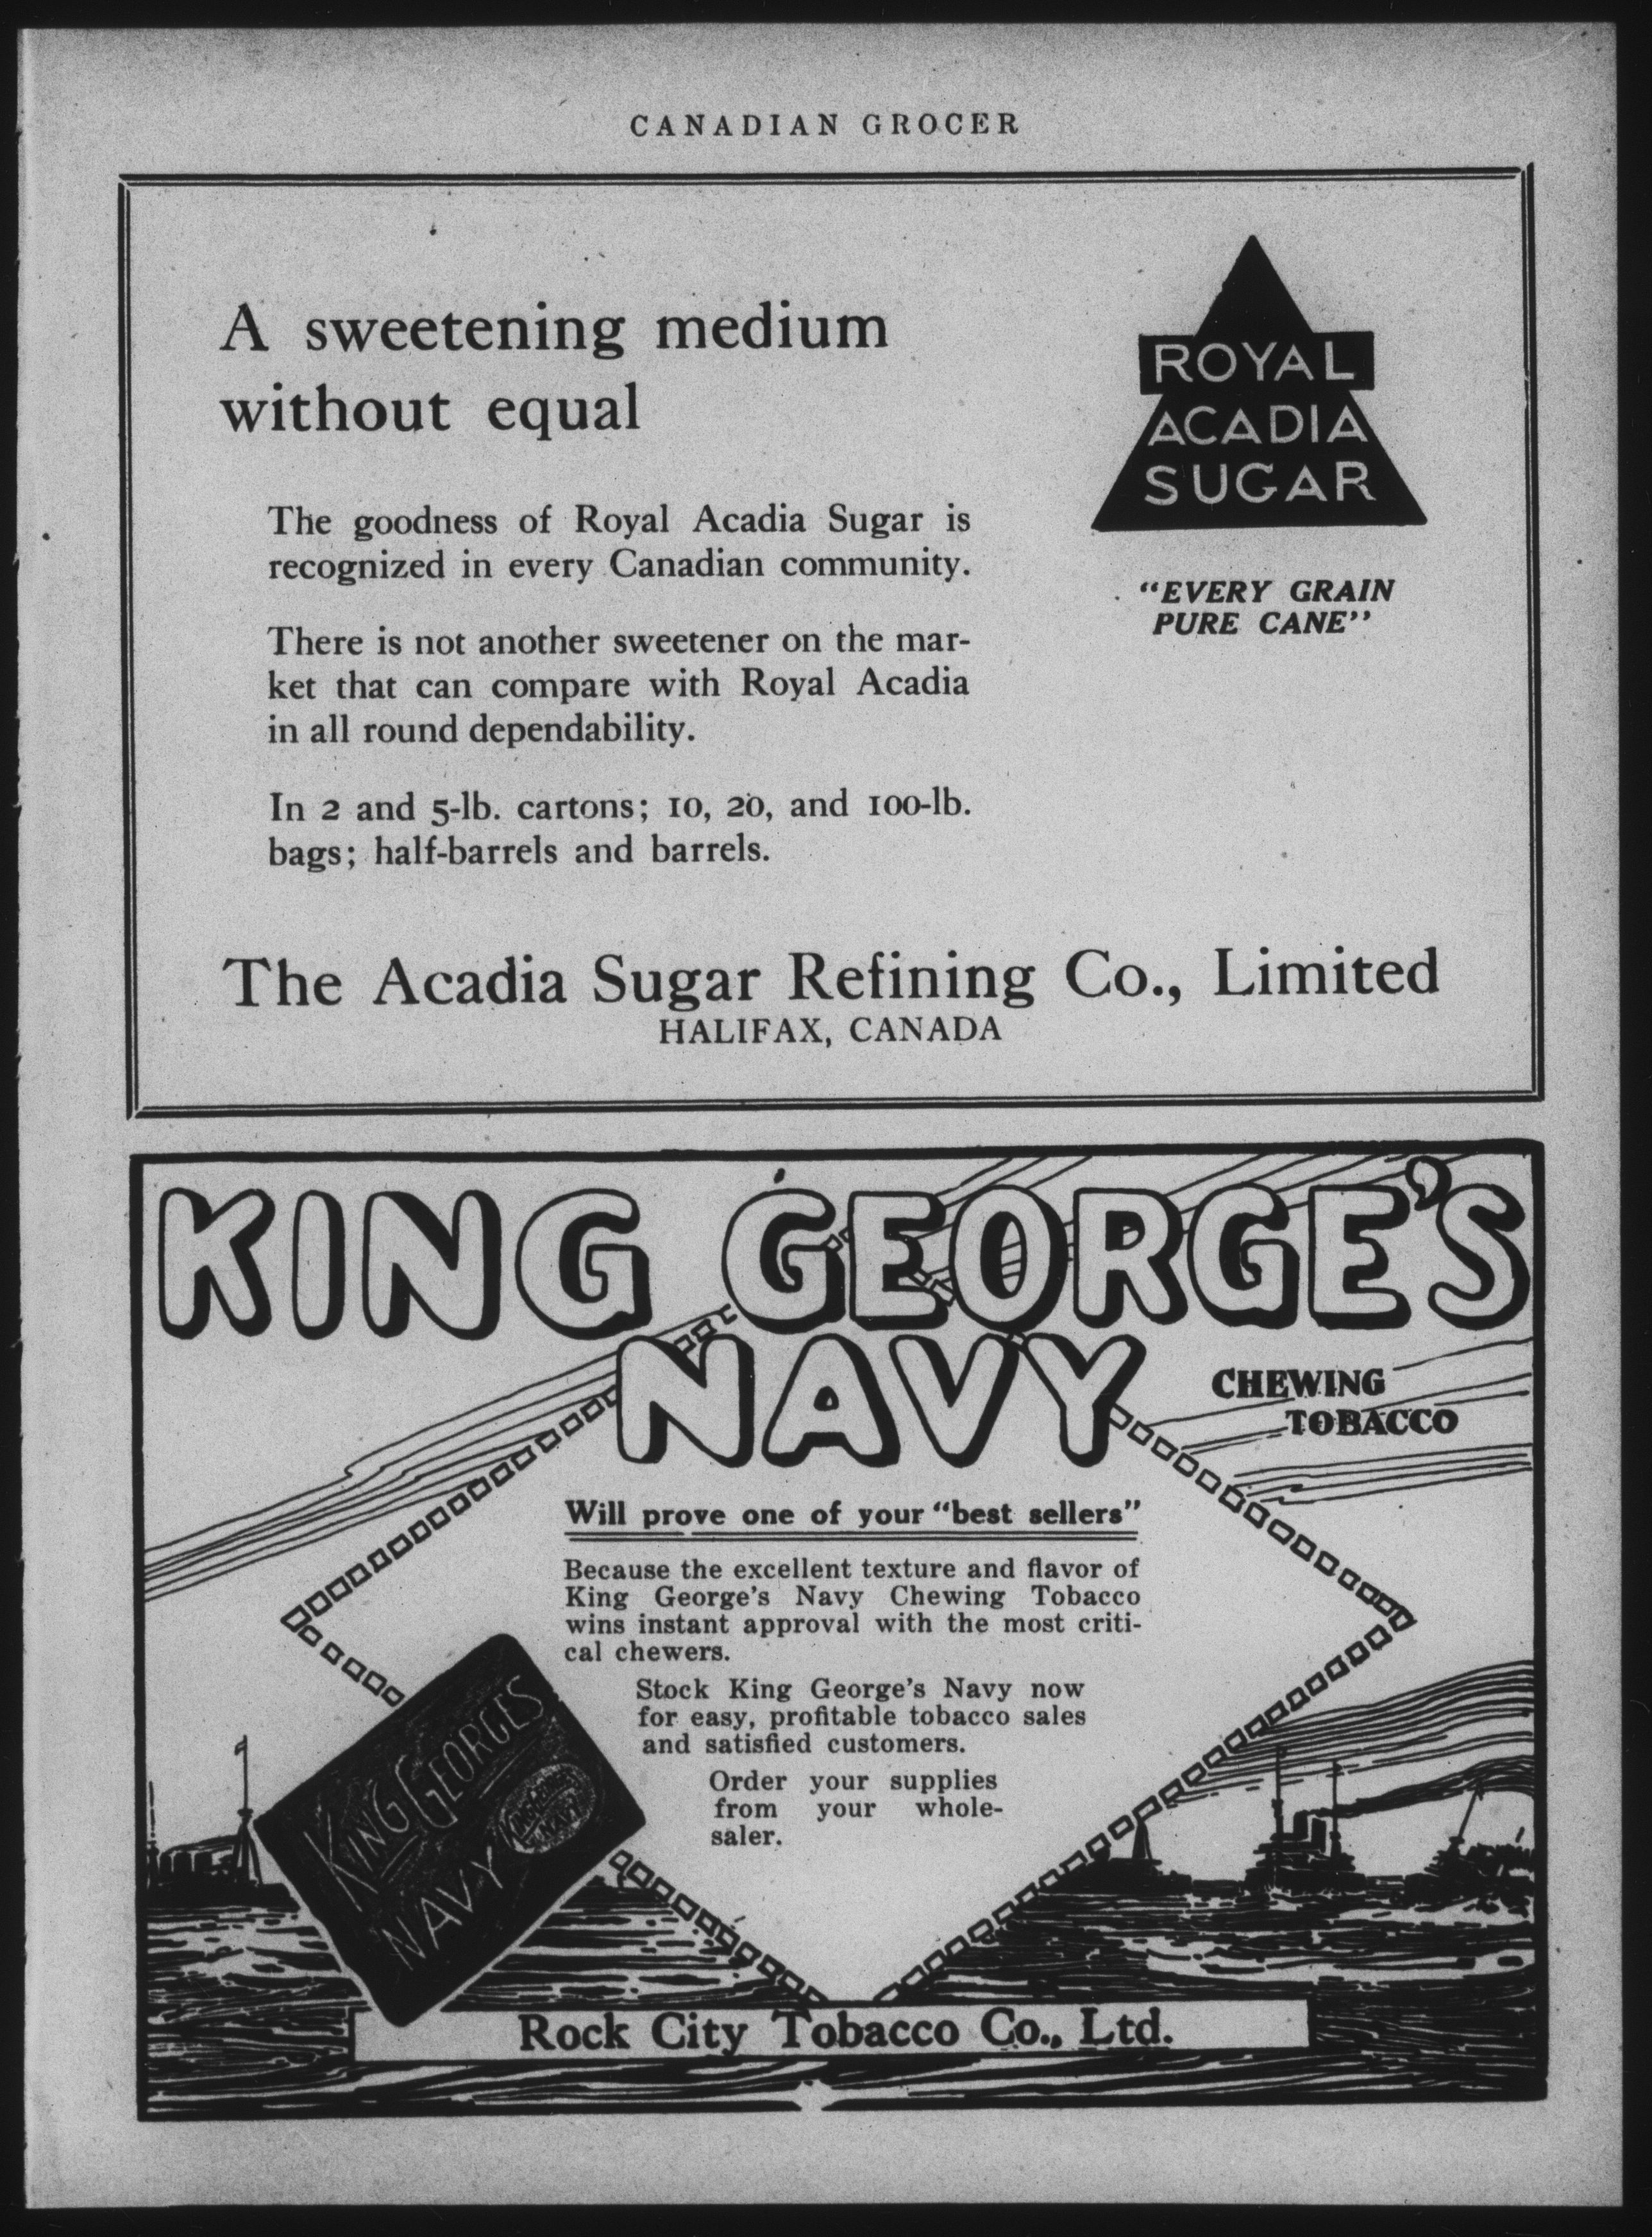 CANADIAN GROCER
A sweetening medium
without equal
The goodness of Royal Acadia Sugar is
recognized in every Canadian community.
There is not another sweetener on the mar-
ket that can compare with Royal Acadia
in all round dependability.
In 2 and 5-lb. cartons; 10, 20, and 100-lb.
bags; half-barrels and barrels.
ROYAL
ACADIA
SUGAR
"EVERY GRAIN
PURE CANE"
The Acadia Sugar Refining Co., Limited
HALIFAX, CANADA
KING GEORGE'S
NAVY
CHEWING
TOBACCO
Will prove one of your "best sellers"
Because the excellent texture and flavor of
King George's Navy Chewing Tobacco
wins instant approval with the most criti-
cal chewers.
Stock King George's Navy now
for easy, profitable tobacco sales
and satisfied customers.
Order your supplies
from your whole-
saler.
KING GEORGES
NAVY
KING GEORGE'S
NAVY
Rock City Tobacco Co., Ltd.